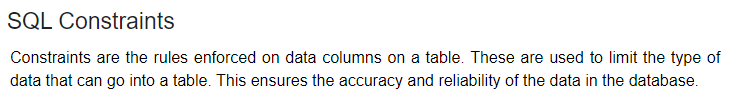 SQL Constraints
Constraints are the rules enforced on data columns on a table. These are used to limit the type of
data that can go into a table. This ensures the accuracy and reliability of the data in the database.